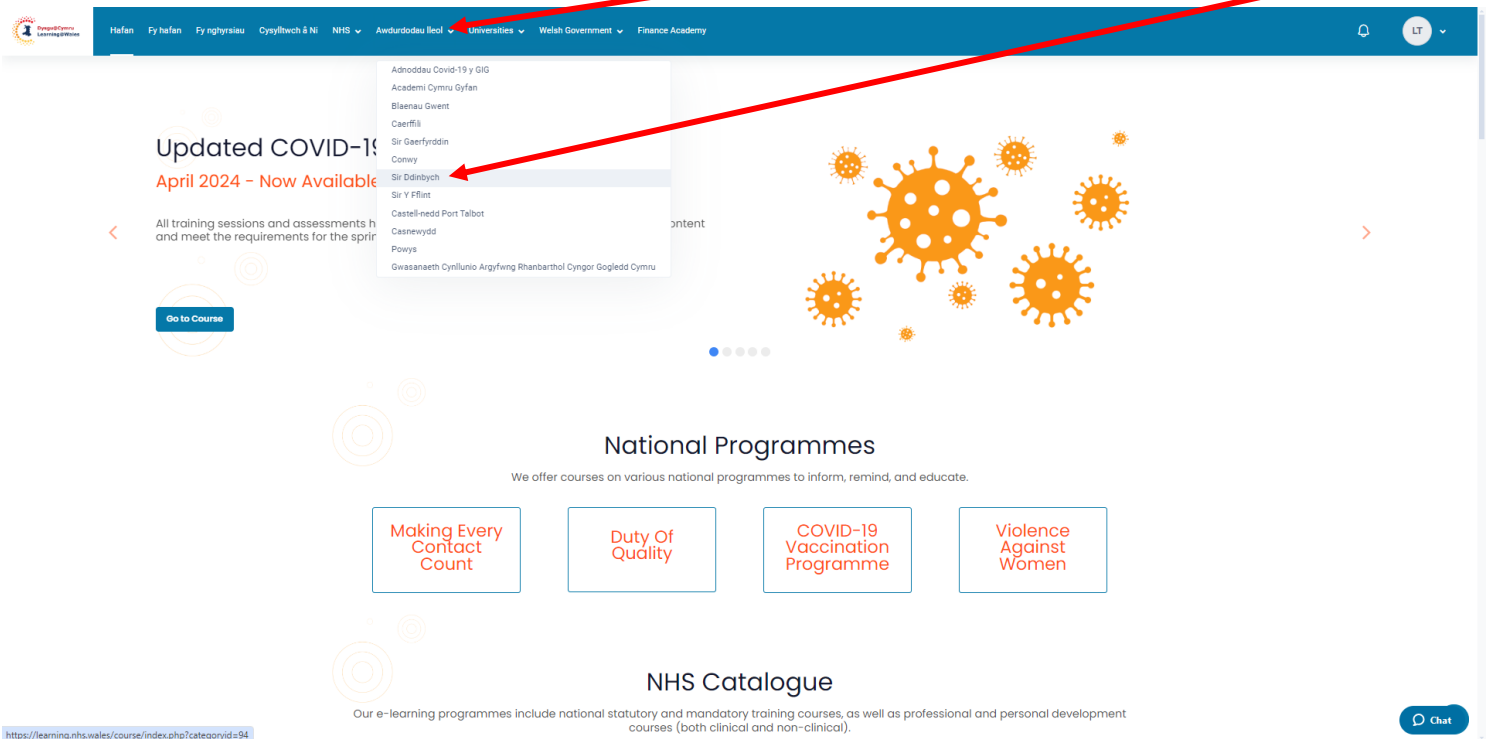 Dysgu@Cymru
Learning@Wales
Hafan Fy hafan Fy nghyrsiau Cysylltwch â Ni NHS Awdurdodau lleol Universities Welsh Government Finance Academy
LT
Adnoddau Covid-19 y GIG
Academi Cymru Gyfan
Blaenau Gwent
Caerffili
Sir Gaerfyrddin
Conwy
Sir Ddinbych
Sir Y Fflint
Castell-nedd Port Talbot
Casnewydd
Powys
Gwasanaeth Cynllunio Argyfwng Rhanbarthol Cyngor Gogledd Cymru
Updated COVID-19
April 2024 - Now Available
All training sessions and assessments h ontent
and meet the requirements for the sprin
Go to Course
National Programmes
We offer courses on various national programmes to inform, remind, and educate.
Making Every
Contact
Count
Duty Of
Quality
COVID-19
Vaccination
Programme
Violence
Against
Women
NHS Catalogue
Our e-learning programmes include national statutory and mandatory training courses, as well as professional and personal development
courses (both clinical and non-clinical).
Chat
https://learning.nhs.wales/course/index.php?categoryid=94